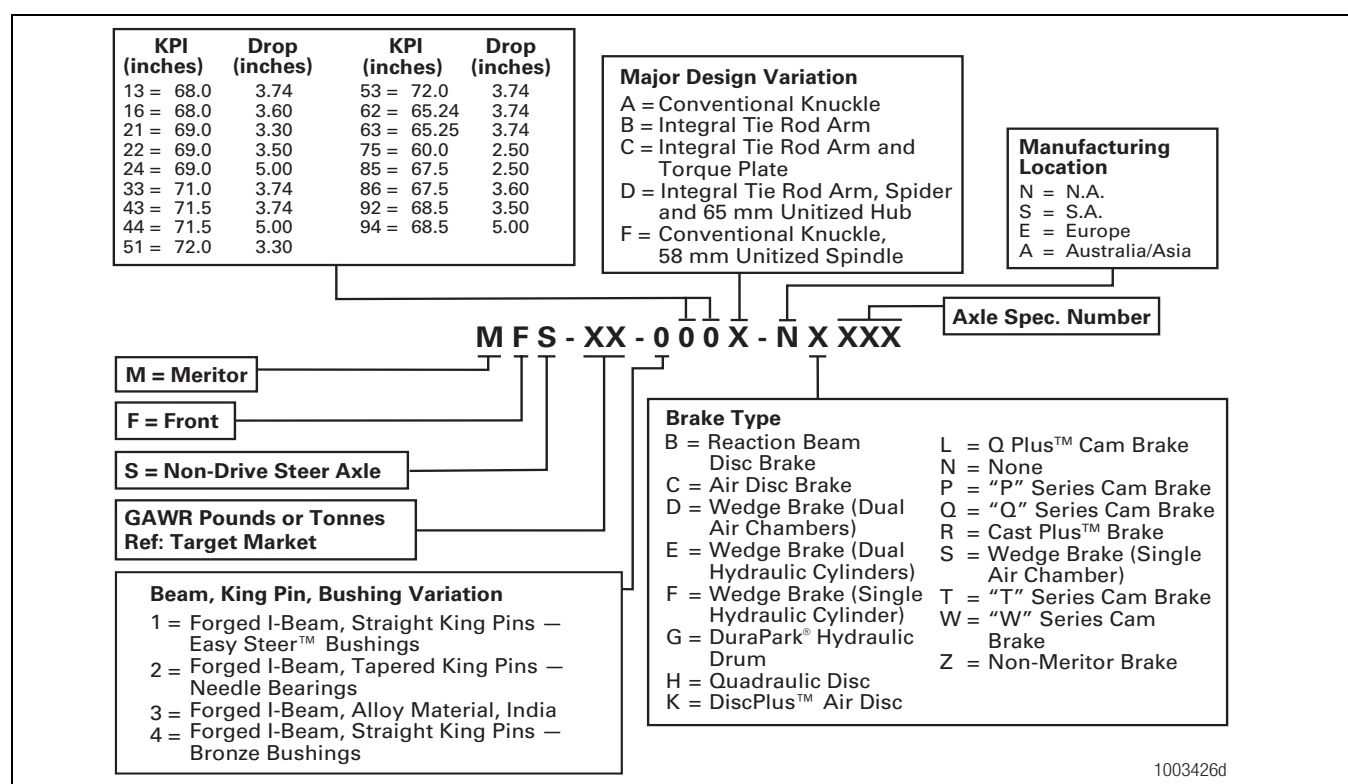 KPI Drop KPI Drop
(inches) (inches) (inches) (inches)
13 = 68.0 3.74 53 = 72.0 3.74
16 = 68.0 3.60 62 = 65.24 3.74
21 = 69.0 3.30 63 = 65.25 3.74
22 = 69.0 3.50 75 = 60.0 2.50
24 = 69.0 5.00 85 = 67.5 2.50
33 = 71.0 3.74 86 = 67.5 3.60
43 = 71.5 3.74 92 = 68.5 3.50
44 = 71.5 5.00 94 = 68.5 5.00
51 = 72.0 3.30
Major Design Variation
A = Conventional Knuckle
B = Integral Tie Rod Arm
C = Integral Tie Rod Arm and
Torque Plate
D = Integral Tie Rod Arm, Spider
and 65 mm Unitized Hub
F = Conventional Knuckle,
58 mm Unitized Spindle
Manufacturing
Location
N = N.A.
S = S.A.
E = Europe
A = Australia/Asia
M F S - XX - 0 0 0 X - N X XXX
Axle Spec. Number
M = Meritor
F = Front
S = Non-Drive Steer Axle
GAWR Pounds or Tonnes
Ref: Target Market
Beam, King Pin, Bushing Variation
1 = Forged I-Beam, Straight King Pins —
Easy Steer™ Bushings
2 = Forged I-Beam, Tapered King Pins —
Needle Bearings
3 = Forged I-Beam, Alloy Material, India
4 = Forged I-Beam, Straight King Pins —
Bronze Bushings
Brake Type
B = Reaction Beam
Disc Brake
C = Air Disc Brake
D = Wedge Brake (Dual
Air Chambers)
E = Wedge Brake (Dual
Hydraulic Cylinders)
F = Wedge Brake (Single
Hydraulic Cylinder)
G = DuraPark® Hydraulic
Drum
H = Quadraulic Disc
K = DiscPlus™ Air Disc
L = Q Plus™ Cam Brake
N = None
P = “P” Series Cam Brake
Q = “Q” Series Cam Brake
R = Cast Plus™ Brake
S = Wedge Brake (Single
Air Chamber)
T = “T” Series Cam Brake
W = “W” Series Cam
Brake
Z = Non-Meritor Brake
1003426d